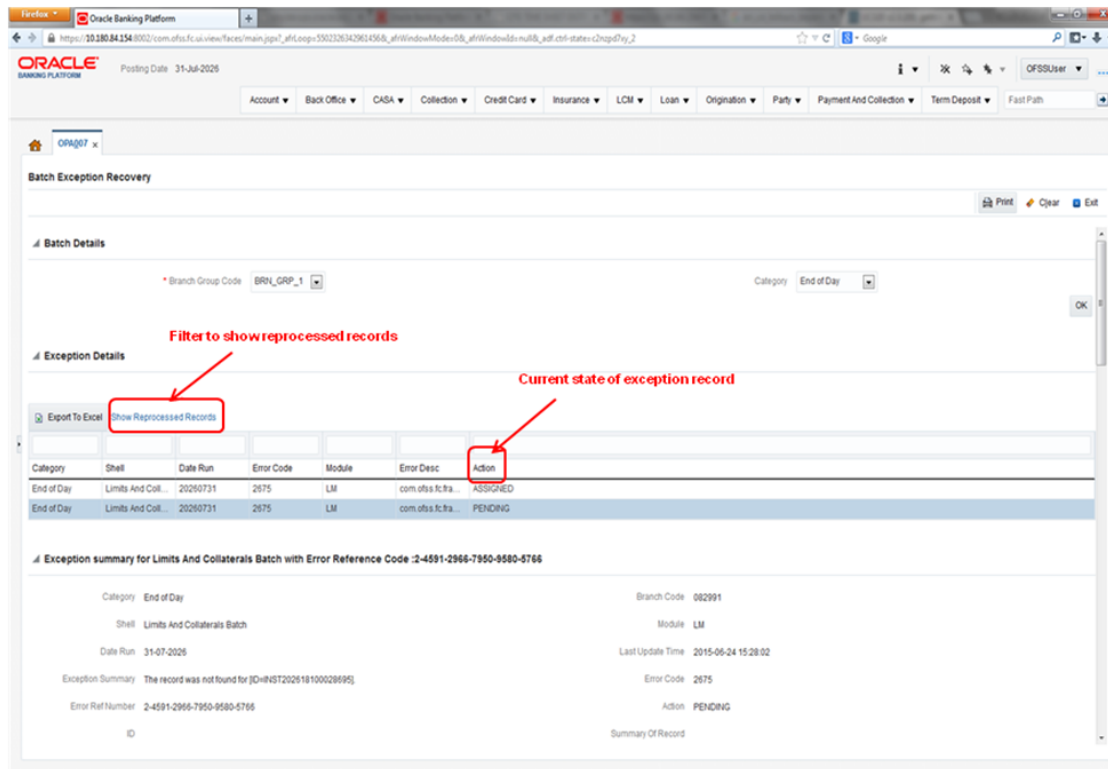 Firefox
Oracle Banking Platform
https://10.180.84.154:8002/com.ofss.fc.ui.view/faces/main.jspx?_afrLoop=5502326342961456&_afrWindowMode=0&_afrWindowId=null&_adf.ctrl-state=c2nzpd7xy_2
Google
ORACLE
BANKING PLATFORM
Posting Date 31-Jul-2026
OFSSUser
Account Back Office CASA Collection Credit Card Insurance LCM Loan Origination Party Payment And Collection Term Deposit Fast Path
OPA007 x
Batch Exception Recovery
Print Clear Exit
Batch Details
* Branch Group Code BRN_GRP_1 Category End of Day
OK
Filter to show reprocessed records
Exception Details
Current state of exception record
Export To Excel Show Reprocessed Records
Category Shell Date Run Error Code Module Error Desc Action
End of Day Limits And Coll... 20260731 2675 LM com.ofss.fc.fra... ASSIGNED
End of Day Limits And Coll... 20260731 2675 LM com.ofss.fc.fra... PENDING
Exception summary for Limits And Collaterals Batch with Error Reference Code :2-4591-2966-7950-9580-5766
Category End of Day Branch Code 082991
Shell Limits And Collaterals Batch Module LM
Date Run 31-07-2026 Last Update Time 2015-06-24 15:28:02
Exception Summary The record was not found for [ID=INST202618100028695]. Error Code 2675
Error Ref Number 2-4591-2966-7950-9580-5766 Action PENDING
ID Summary Of Record